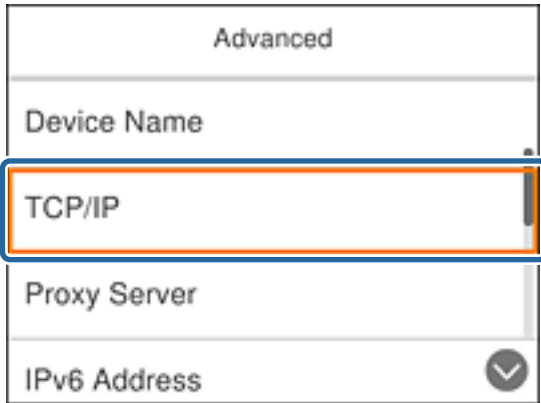 Advanced
Device Name
TCP/IP
Proxy Server
IPv6 Address